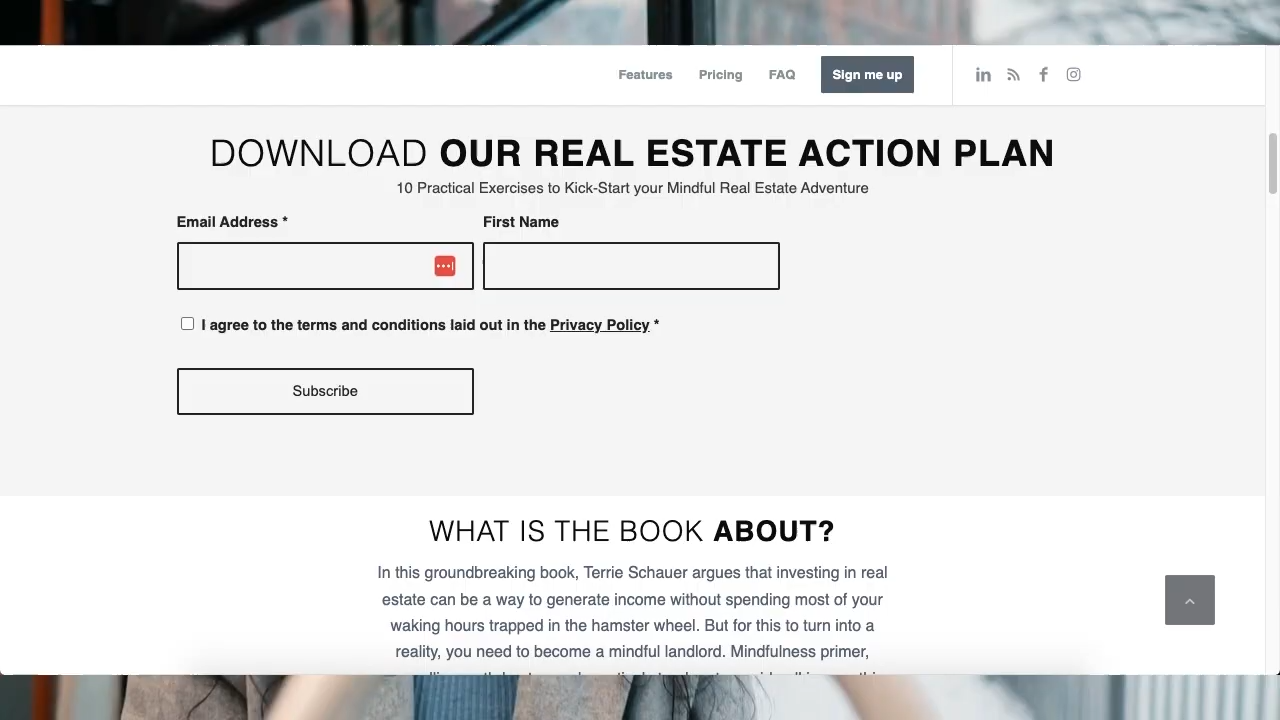 Features Pricing FAQ Sign me up
DOWNLOAD OUR REAL ESTATE ACTION PLAN
10 Practical Exercises to Kick-Start your Mindful Real Estate Adventure
Email Address * First Name
I agree to the terms and conditions laid out in the Privacy Policy *
Subscribe
WHAT IS THE BOOK ABOUT?
In this groundbreaking book, Terrie Schauer argues that investing in real
estate can be a way to generate income without spending most of your
waking hours trapped in the hamster wheel. But for this to turn into a
reality, you need to become a mindful landlord. Mindfulness primer,